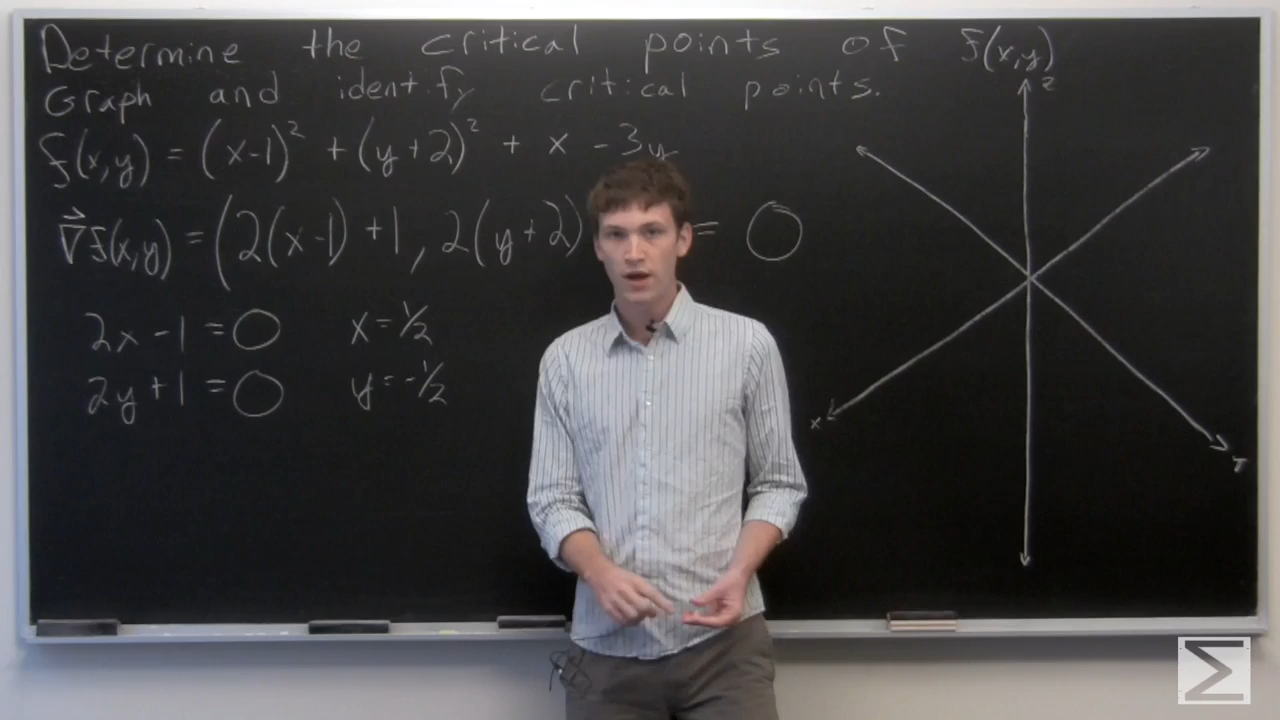 Determine the critical points of f(x,y)
Graph and identify critical points.
f(x,y) = (x-1)² + (y+2)² + x - 3y
∇⃗f(x,y) = (2(x-1) +1, 2(y+2) = 0
2x - 1 = 0 x = 1/2
2y + 1 = 0 y = -1/2
z
x
Σ